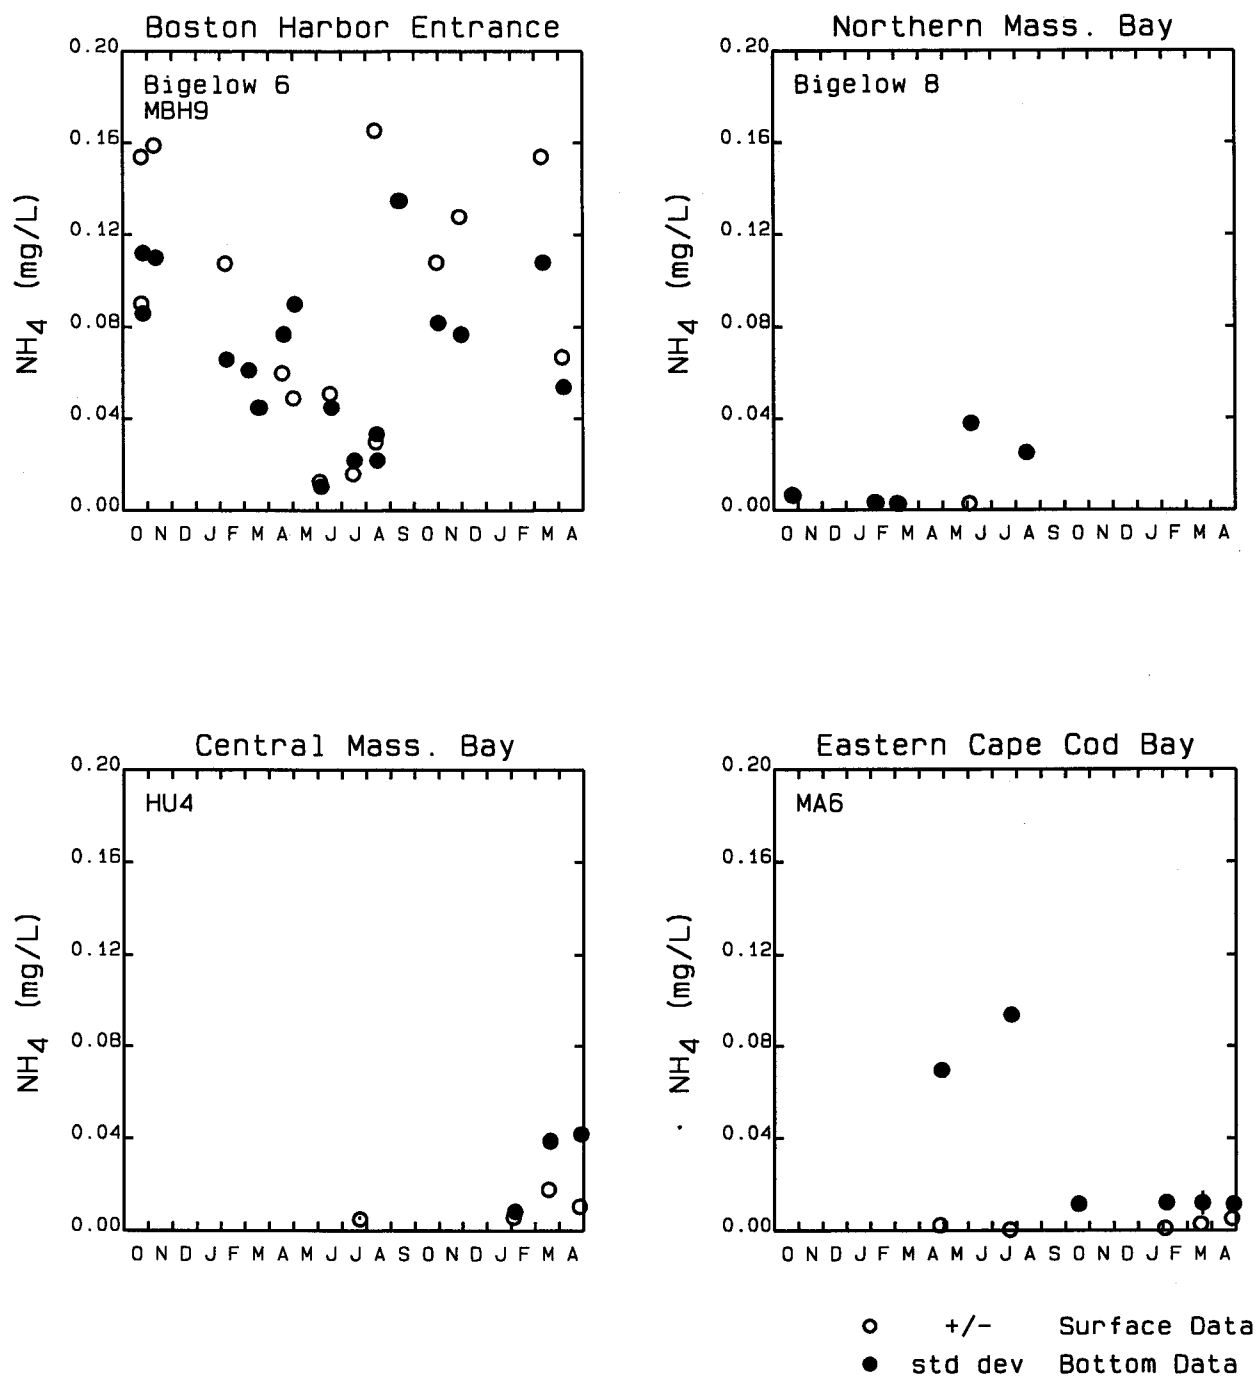 Boston Harbor Entrance
Northern Mass. Bay
0.20
0.16
0.12
0.08
0.04
0.00
NH4 (mg/L)
Bigelow 6
MBH9
O N D J F M A M J J A S O N D J F M A
0.20
0.16
0.12
0.08
0.04
0.00
NH4 (mg/L)
Bigelow 8
O N D J F M A M J J A S O N D J F M A
Central Mass. Bay
Eastern Cape Cod Bay
0.20
0.16
0.12
0.08
0.04
0.00
NH4 (mg/L)
HU4
O N D J F M A M J J A S O N D J F M A
0.20
0.16
0.12
0.08
0.04
0.00
NH4 (mg/L)
MA6
O N D J F M A M J J A S O N D J F M A
+/- Surface Data
std dev Bottom Data